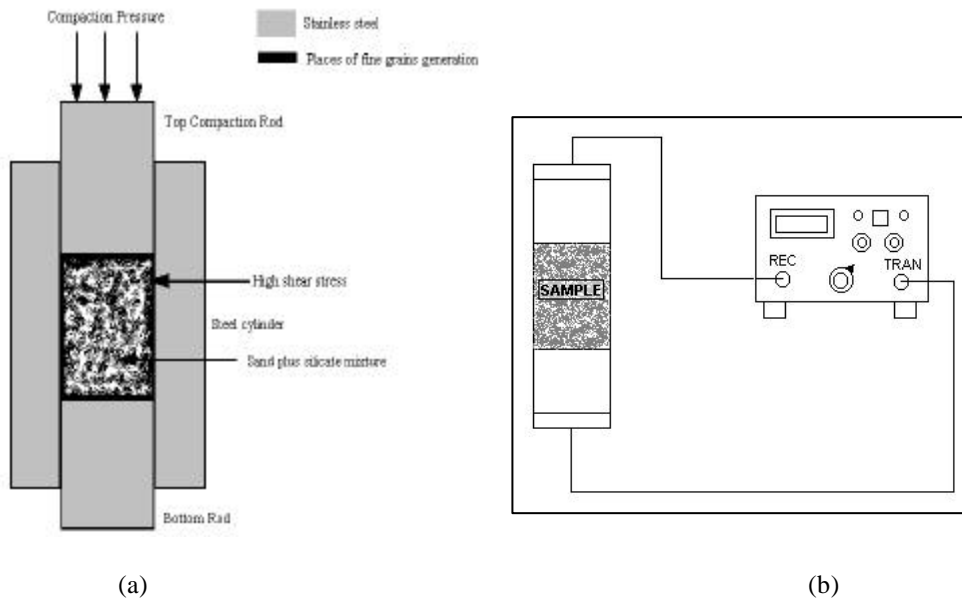 Compaction Pressure
Stainless steel
Places of fine grains generation
Top Compaction Rod
High shear stress
Steel cylinder
Sand plus silicate mixture
Bottom Rod
(a)
REC
TRAN
SAMPLE
(b)